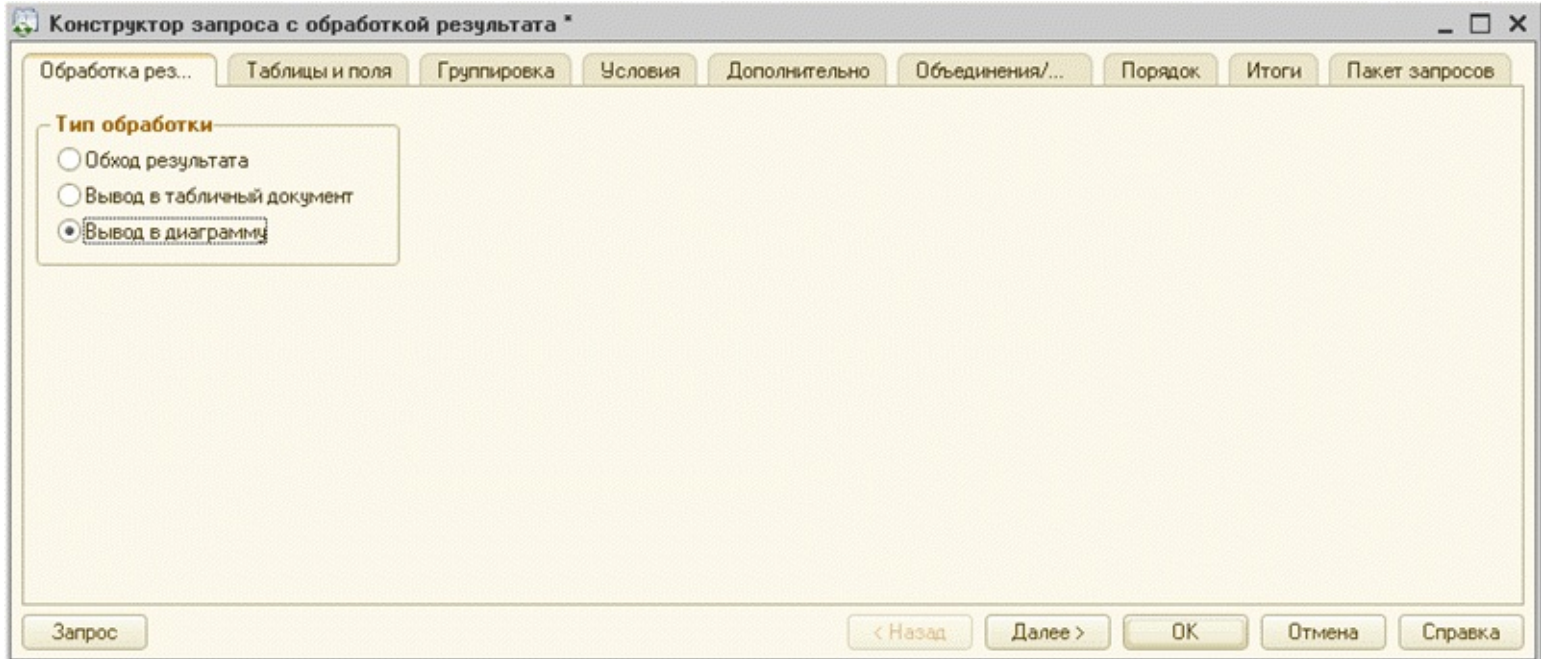 Конструктор запроса с обработкой результата *
Обработка рез... Таблицы и поля Группировка Условия Дополнительно Объединения/... Порядок Итоги Пакет запросов
Тип обработки
Обход результата
Вывод в табличный документ
Вывод в диаграмму
Запрос < Назад Далее > OK Отмена Справка